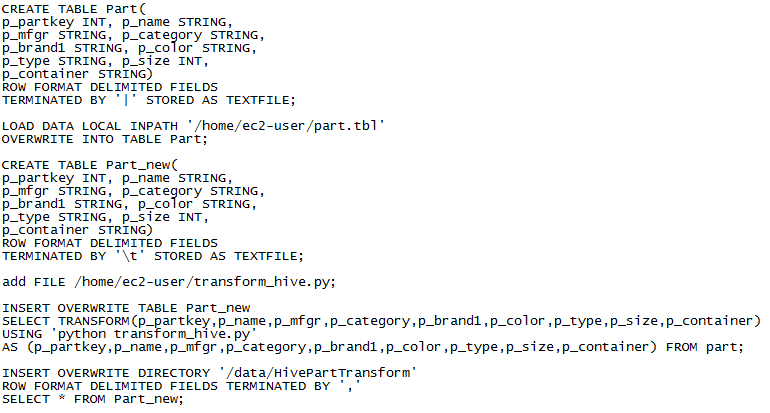 CREATE TABLE Part(
p_partkey INT, p_name STRING,
p_mfgr STRING, p_category STRING,
p_brand1 STRING, p_color STRING,
p_type STRING, p_size INT,
p_container STRING)
ROW FORMAT DELIMITED FIELDS
TERMINATED BY '|' STORED AS TEXTFILE;

LOAD DATA LOCAL INPATH '/home/ec2-user/part.tbl'
OVERWRITE INTO TABLE Part;

CREATE TABLE Part_new(
p_partkey INT, p_name STRING,
p_mfgr STRING, p_category STRING,
p_brand1 STRING, p_color STRING,
p_type STRING, p_size INT,
p_container STRING)
ROW FORMAT DELIMITED FIELDS
TERMINATED BY '\t' STORED AS TEXTFILE;

add FILE /home/ec2-user/transform_hive.py;

INSERT OVERWRITE TABLE Part_new
SELECT TRANSFORM(p_partkey,p_name,p_mfgr,p_category,p_brand1,p_color,p_type,p_size,p_container)
USING 'python transform_hive.py'
AS (p_partkey,p_name,p_mfgr,p_category,p_brand1,p_color,p_type,p_size,p_container) FROM part;

INSERT OVERWRITE DIRECTORY '/data/HivePartTransform'
ROW FORMAT DELIMITED FIELDS TERMINATED BY ','
SELECT * FROM Part_new;